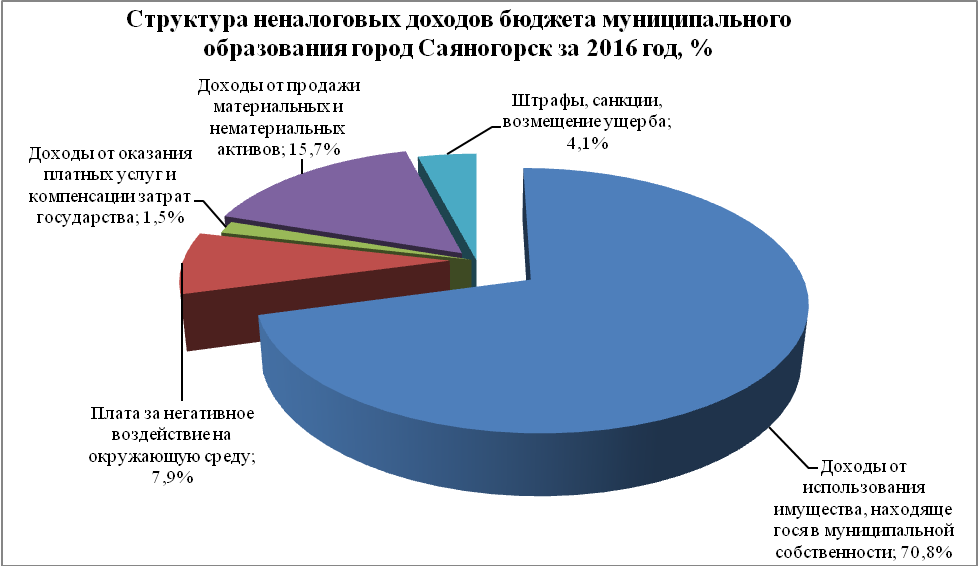 Структура неналоговых доходов бюджета муниципального
образования город Саяногорск за 2016 год, %
Доходы от продажи
материальных и
нематериальных
активов; 15,7%
Штрафы, санкции,
возмещение ущерба;
4,1%
Доходы от оказания
платных услуг и
компенсации затрат
государства; 1,5%
Плата за негативное
воздействие на
окружающую среду;
7,9%
Доходы от
использования
имущества, находяще
гося в муниципальной
собственности; 70,8%